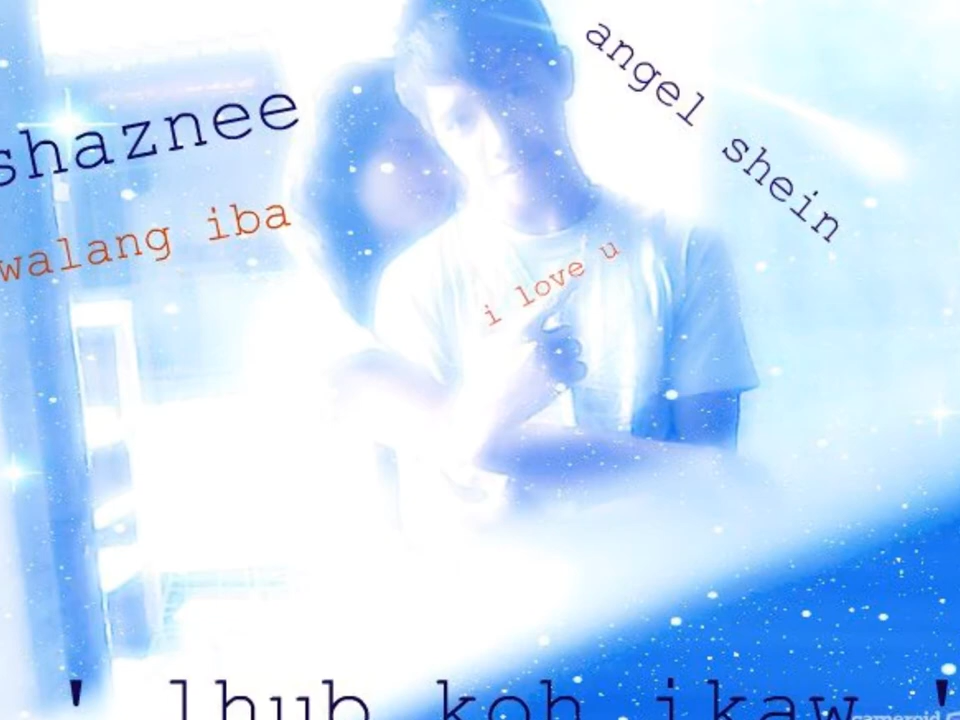 shaznee
angel shein
walang iba
i love u
' lhub koh ikaw '